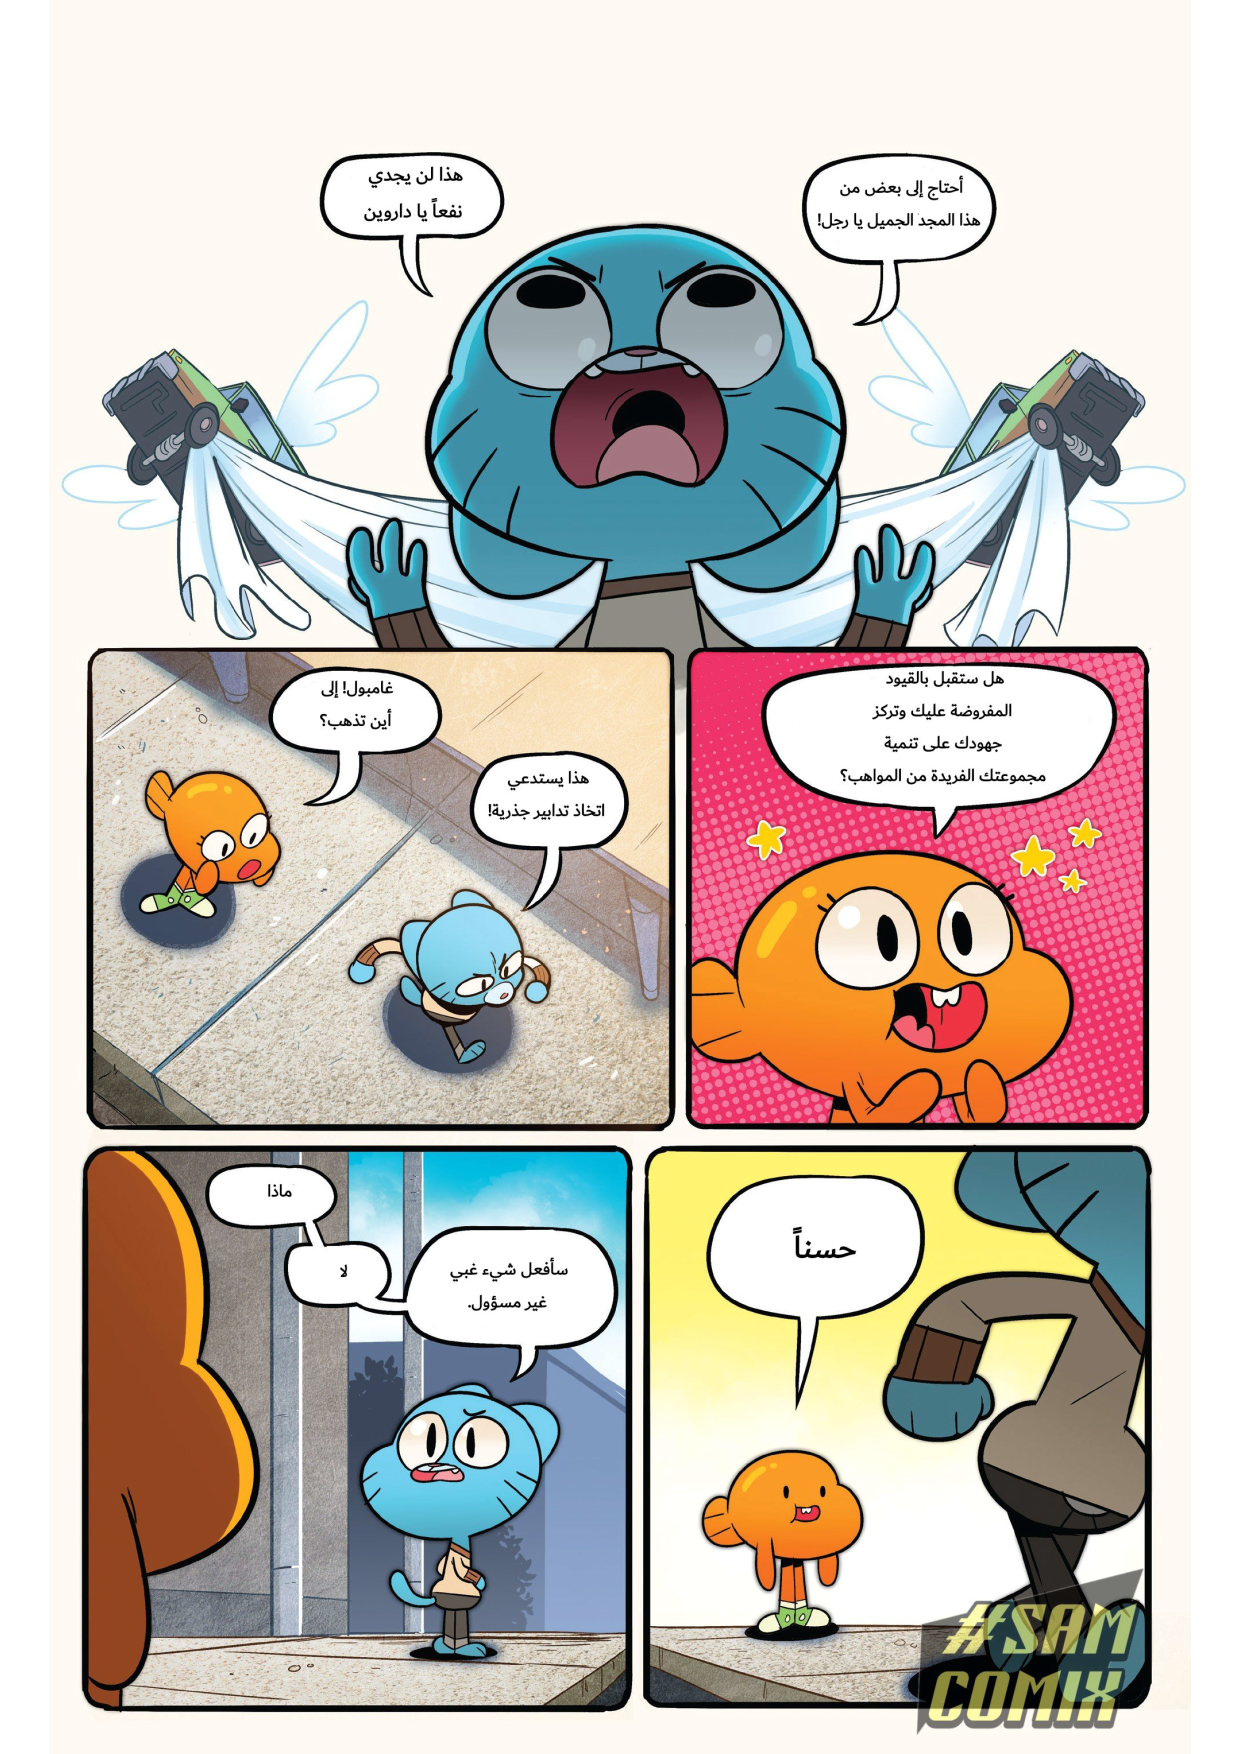 أحتاج إلى بعض من
هذا المجد الجميل يا رجل!
هذا لن يجدي
نفعاً يا داروين
هل ستقبل بالقيود
المفروضة عليك وتركز
جهودك على تنمية
مجموعتك الفريدة من المواهب؟
غامبول! إلى
أين تذهب؟
هذا يستدعي
اتخاذ تدابير جذرية!
حسناً
سأفعل شيء غبي
غير مسؤول.
لا
ماذا
#SAM
COMIX